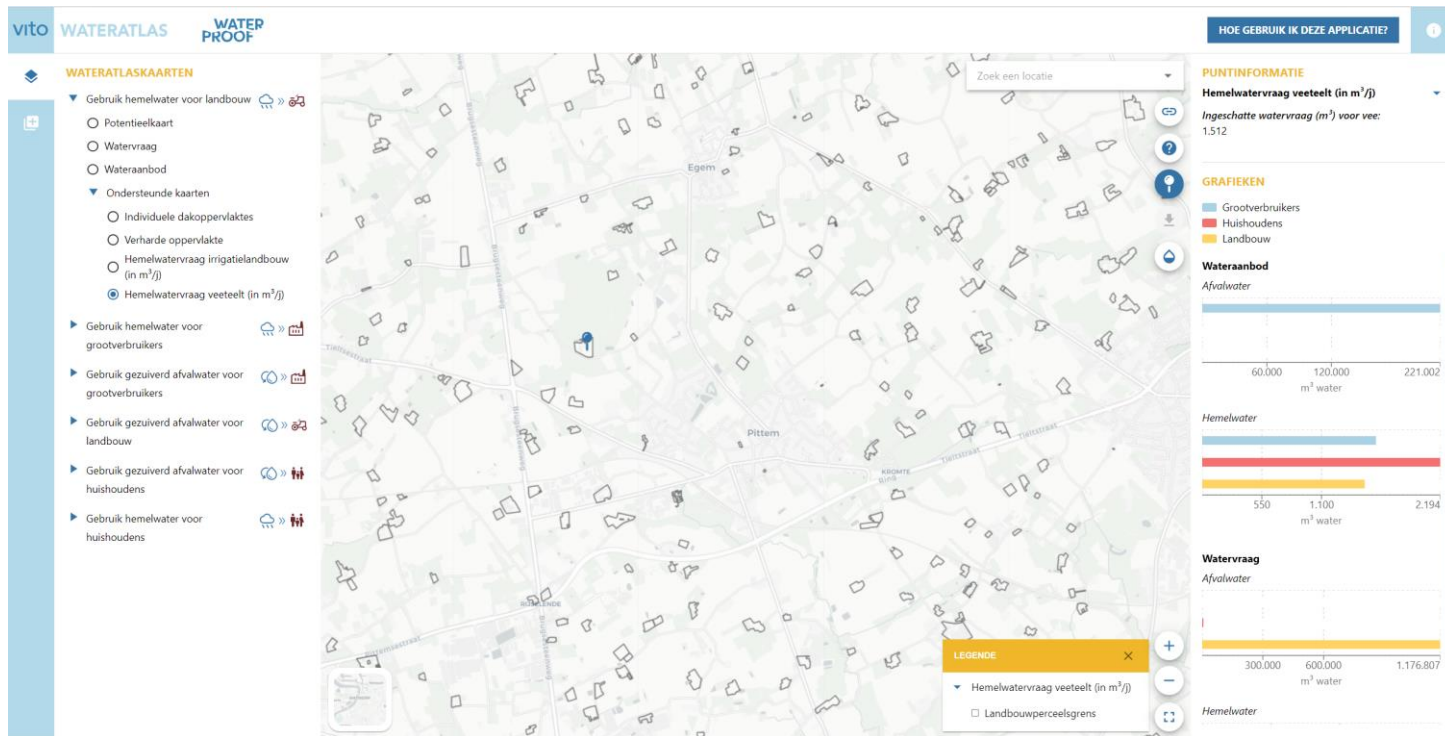 vito WATERATLAS WATER PROOF
HOE GEBRUIK IK DEZE APPLICATIE?
WATERATLASKAARTEN
Gebruik hemelwater voor landbouw
Potentieelkaart
Watervraag
Wateraanbod
Ondersteunde kaarten
Individuele dakoppervlaktes
Verharde oppervlakte
Hemelwatervraag irrigatielandbouw
(in m³/j)
Hemelwatervraag veeteelt (in m³/j)
Gebruik hemelwater voor
grootverbruikers
Gebruik gezuiverd afvalwater voor
grootverbruikers
Gebruik gezuiverd afvalwater voor
landbouw
Gebruik gezuiverd afvalwater voor
huishoudens
Gebruik hemelwater voor
huishoudens
Zoek een locatie
Egem
Bruggesteenweg
Tieltsestraat
Pittem
Tieltstraat
Tieltstraat
KROMTE
Ring
LEGENDE
Hemelwatervraag veeteelt (in m³/j)
Landbouwperceelsgrens
PUNTINFORMATIE
Hemelwatervraag veeteelt (in m³/j)
Ingeschatte watervraag (m³) voor vee:
1.512
GRAFIEKEN
Grootverbruikers
Huishoudens
Landbouw
Wateraanbod
Afvalwater
60.000 120.000 221.002
m³ water
Hemelwater
550 1.100 2.194
m³ water
Watervraag
Afvalwater
300.000 600.000 1.176.807
m³ water
Hemelwater